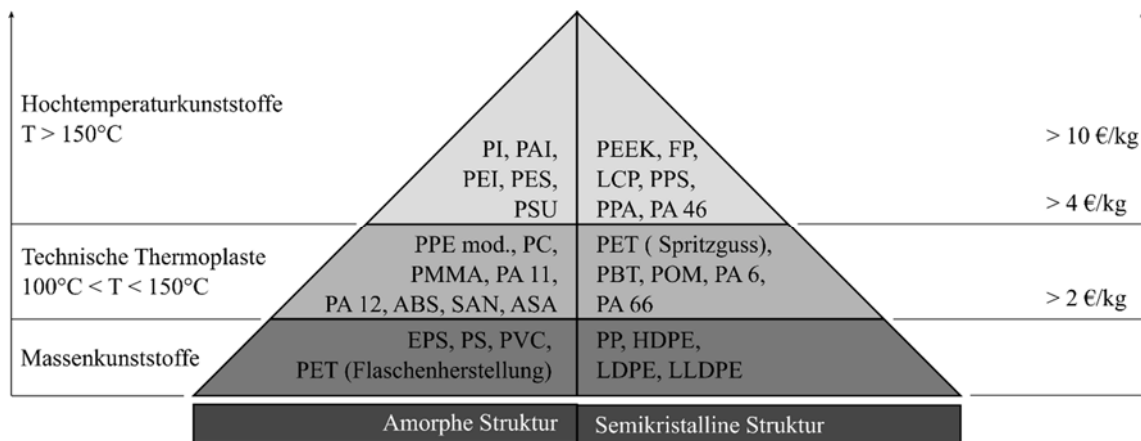 Hochtemperaturkunststoffe
T > 150°C
PI, PAI,
PEI, PES,
PSU
PEEK, FP,
LCP, PPS,
PPA, PA 46
> 10 €/kg
> 4 €/kg
Technische Thermoplaste
100°C < T < 150°C
PPE mod., PC,
PMMA, PA 11,
PA 12, ABS, SAN, ASA
PET ( Spritzguss),
PBT, POM, PA 6,
PA 66
> 2 €/kg
Massenkunststoffe
EPS, PS, PVC,
PET (Flaschenherstellung)
PP, HDPE,
LDPE, LLDPE
Amorphe Struktur
Semikristalline Struktur